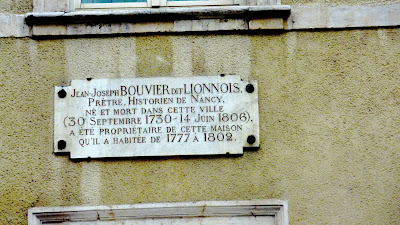 JEAN-JOSEPH BOUVIER DIT LIONNOIS,
PRÊTRE, HISTORIEN DE NANCY,
NÉ ET MORT DANS CETTE VILLE
(30 SEPTEMBRE 1730-14 JUIN 1806),
A ÉTÉ PROPRIÉTAIRE DE CETTE MAISON
QU'IL A HABITÉE DE 1777 À 1802.